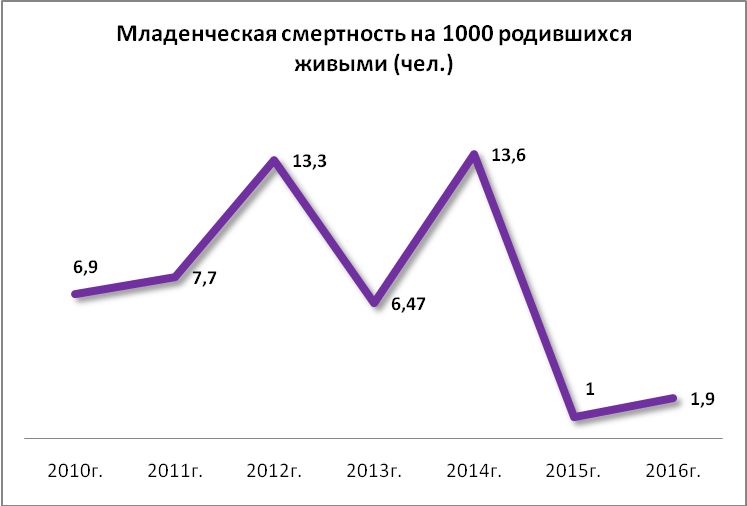 Младенческая смертность на 1000 родившихся
живыми (чел.)
6,9
7,7
13,3
6,47
13,6
1
1,9
2010г. 2011г. 2012г. 2013г. 2014г. 2015г. 2016г.